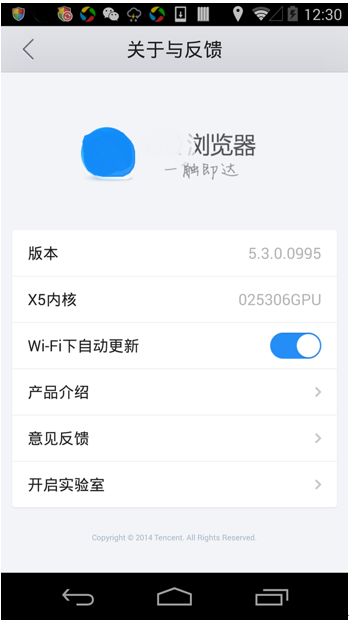 12:30
关于与反馈
浏览器
一触即达
版本 5.3.0.0995
X5内核 025306GPU
Wi-Fi下自动更新
产品介绍
意见反馈
开启实验室
Copyright © 2014 Tencent. All Rights Reserved.